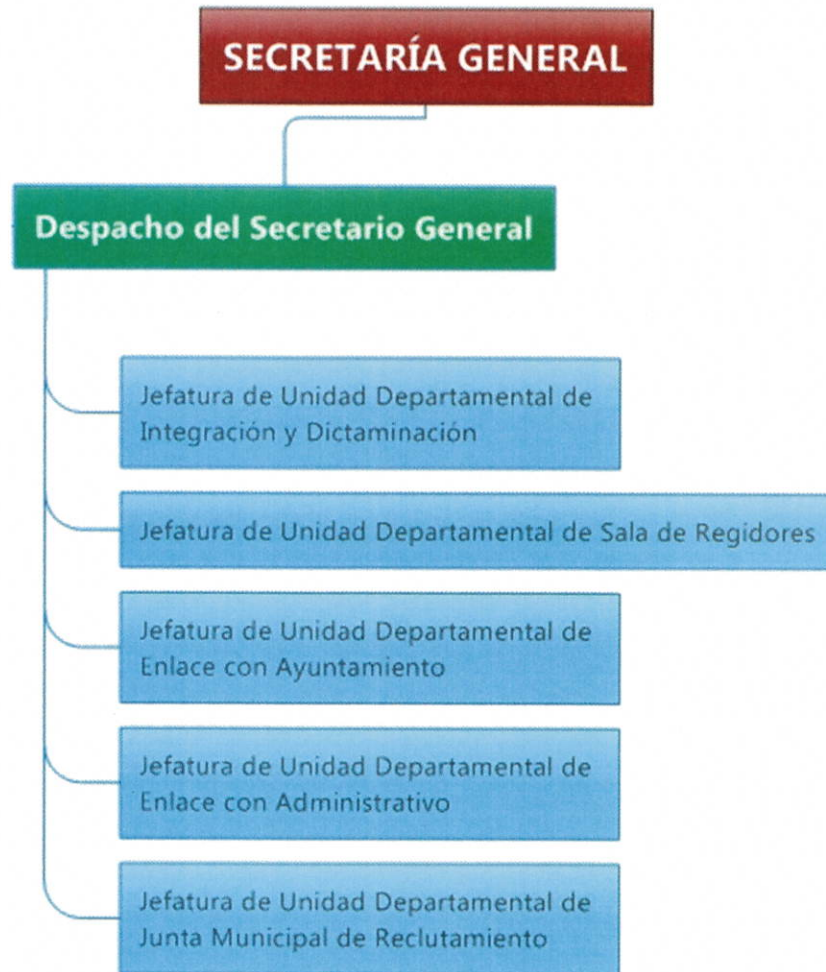 SECRETARÍA GENERAL
Despacho del Secretario General
Jefatura de Unidad Departamental de
Integración y Dictaminación
Jefatura de Unidad Departamental de Sala de Regidores
Jefatura de Unidad Departamental de
Enlace con Ayuntamiento
Jefatura de Unidad Departamental de
Enlace con Administrativo
Jefatura de Unidad Departamental de
Junta Municipal de Reclutamiento